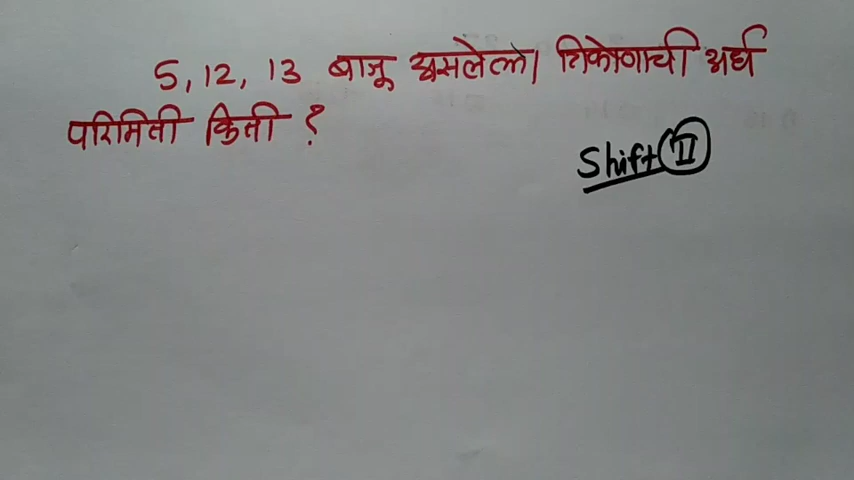 5, 12, 13 बाजू असलेल्या त्रिकोणाची अर्ध
परिमिती किती ?
Shift II